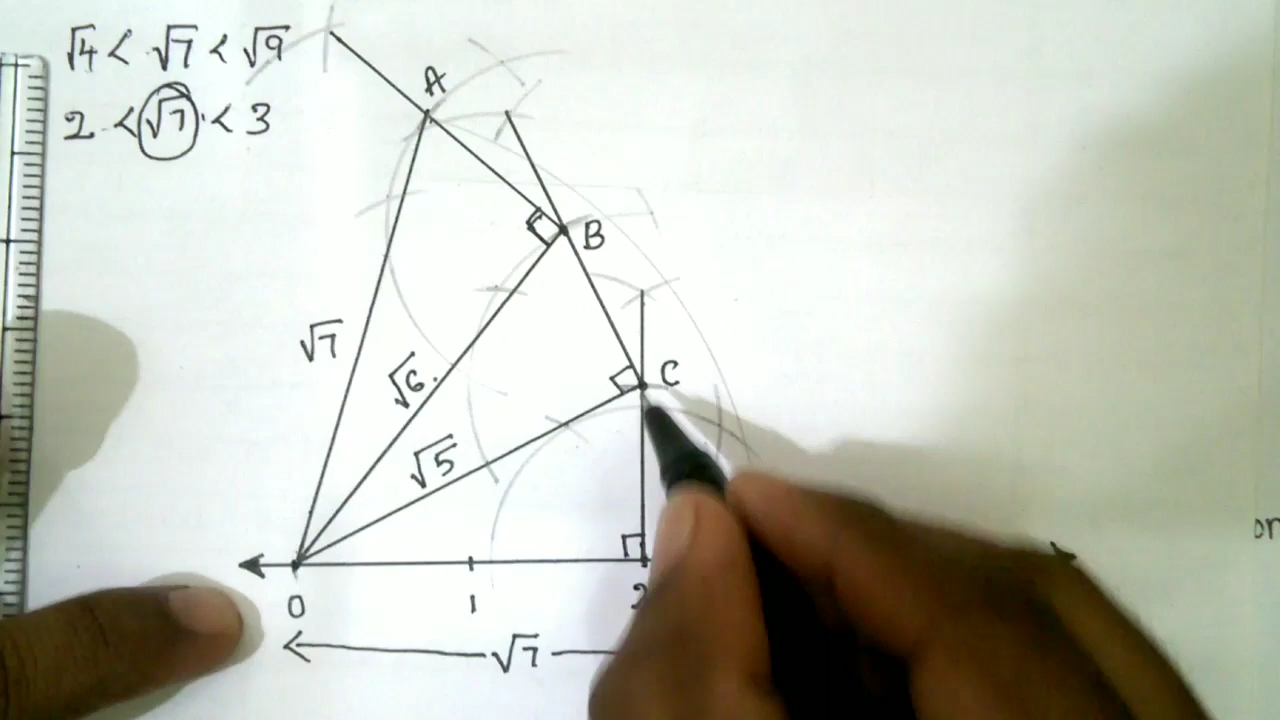 √4 < √7 < √9
2 < √7 < 3
A
B
√7
√6
C
√5
0 1 2
√7